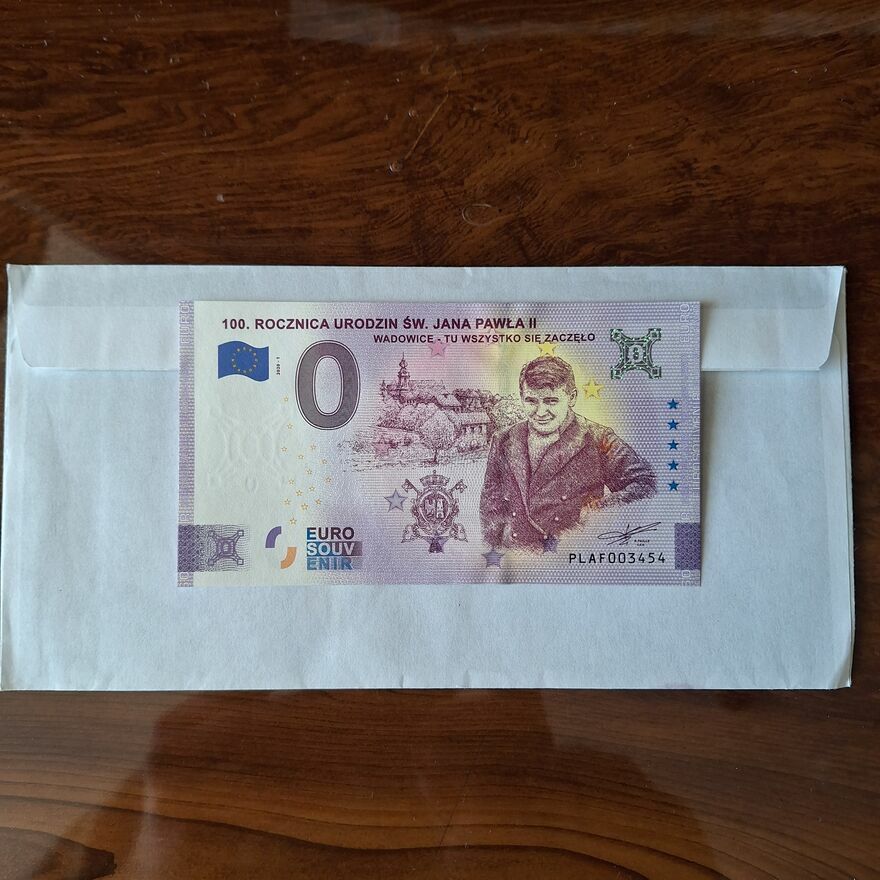 100. ROCZNICA URODZIN ŚW. JANA PAWŁA II
WADOWICE - TU WSZYSTKO SIĘ ZACZĘŁO
2020 - 1
0
0
EURO
SOUV
ENIR
PLAF003454